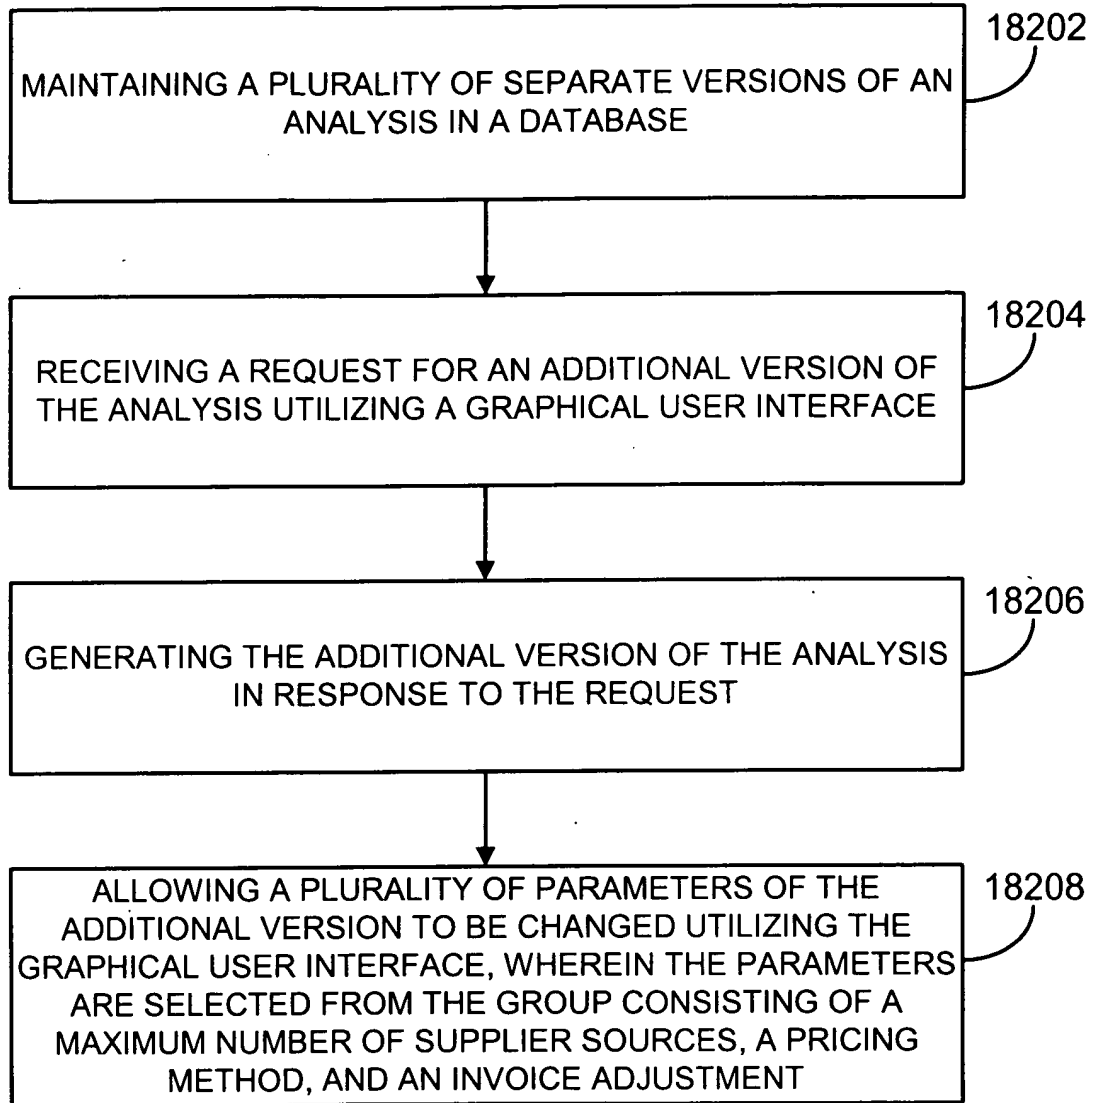 18202
MAINTAINING A PLURALITY OF SEPARATE VERSIONS OF AN
ANALYSIS IN A DATABASE
18204
RECEIVING A REQUEST FOR AN ADDITIONAL VERSION OF
THE ANALYSIS UTILIZING A GRAPHICAL USER INTERFACE
18206
GENERATING THE ADDITIONAL VERSION OF THE ANALYSIS
IN RESPONSE TO THE REQUEST
18208
ALLOWING A PLURALITY OF PARAMETERS OF THE
ADDITIONAL VERSION TO BE CHANGED UTILIZING THE
GRAPHICAL USER INTERFACE, WHEREIN THE PARAMETERS
ARE SELECTED FROM THE GROUP CONSISTING OF A
MAXIMUM NUMBER OF SUPPLIER SOURCES, A PRICING
METHOD, AND AN INVOICE ADJUSTMENT